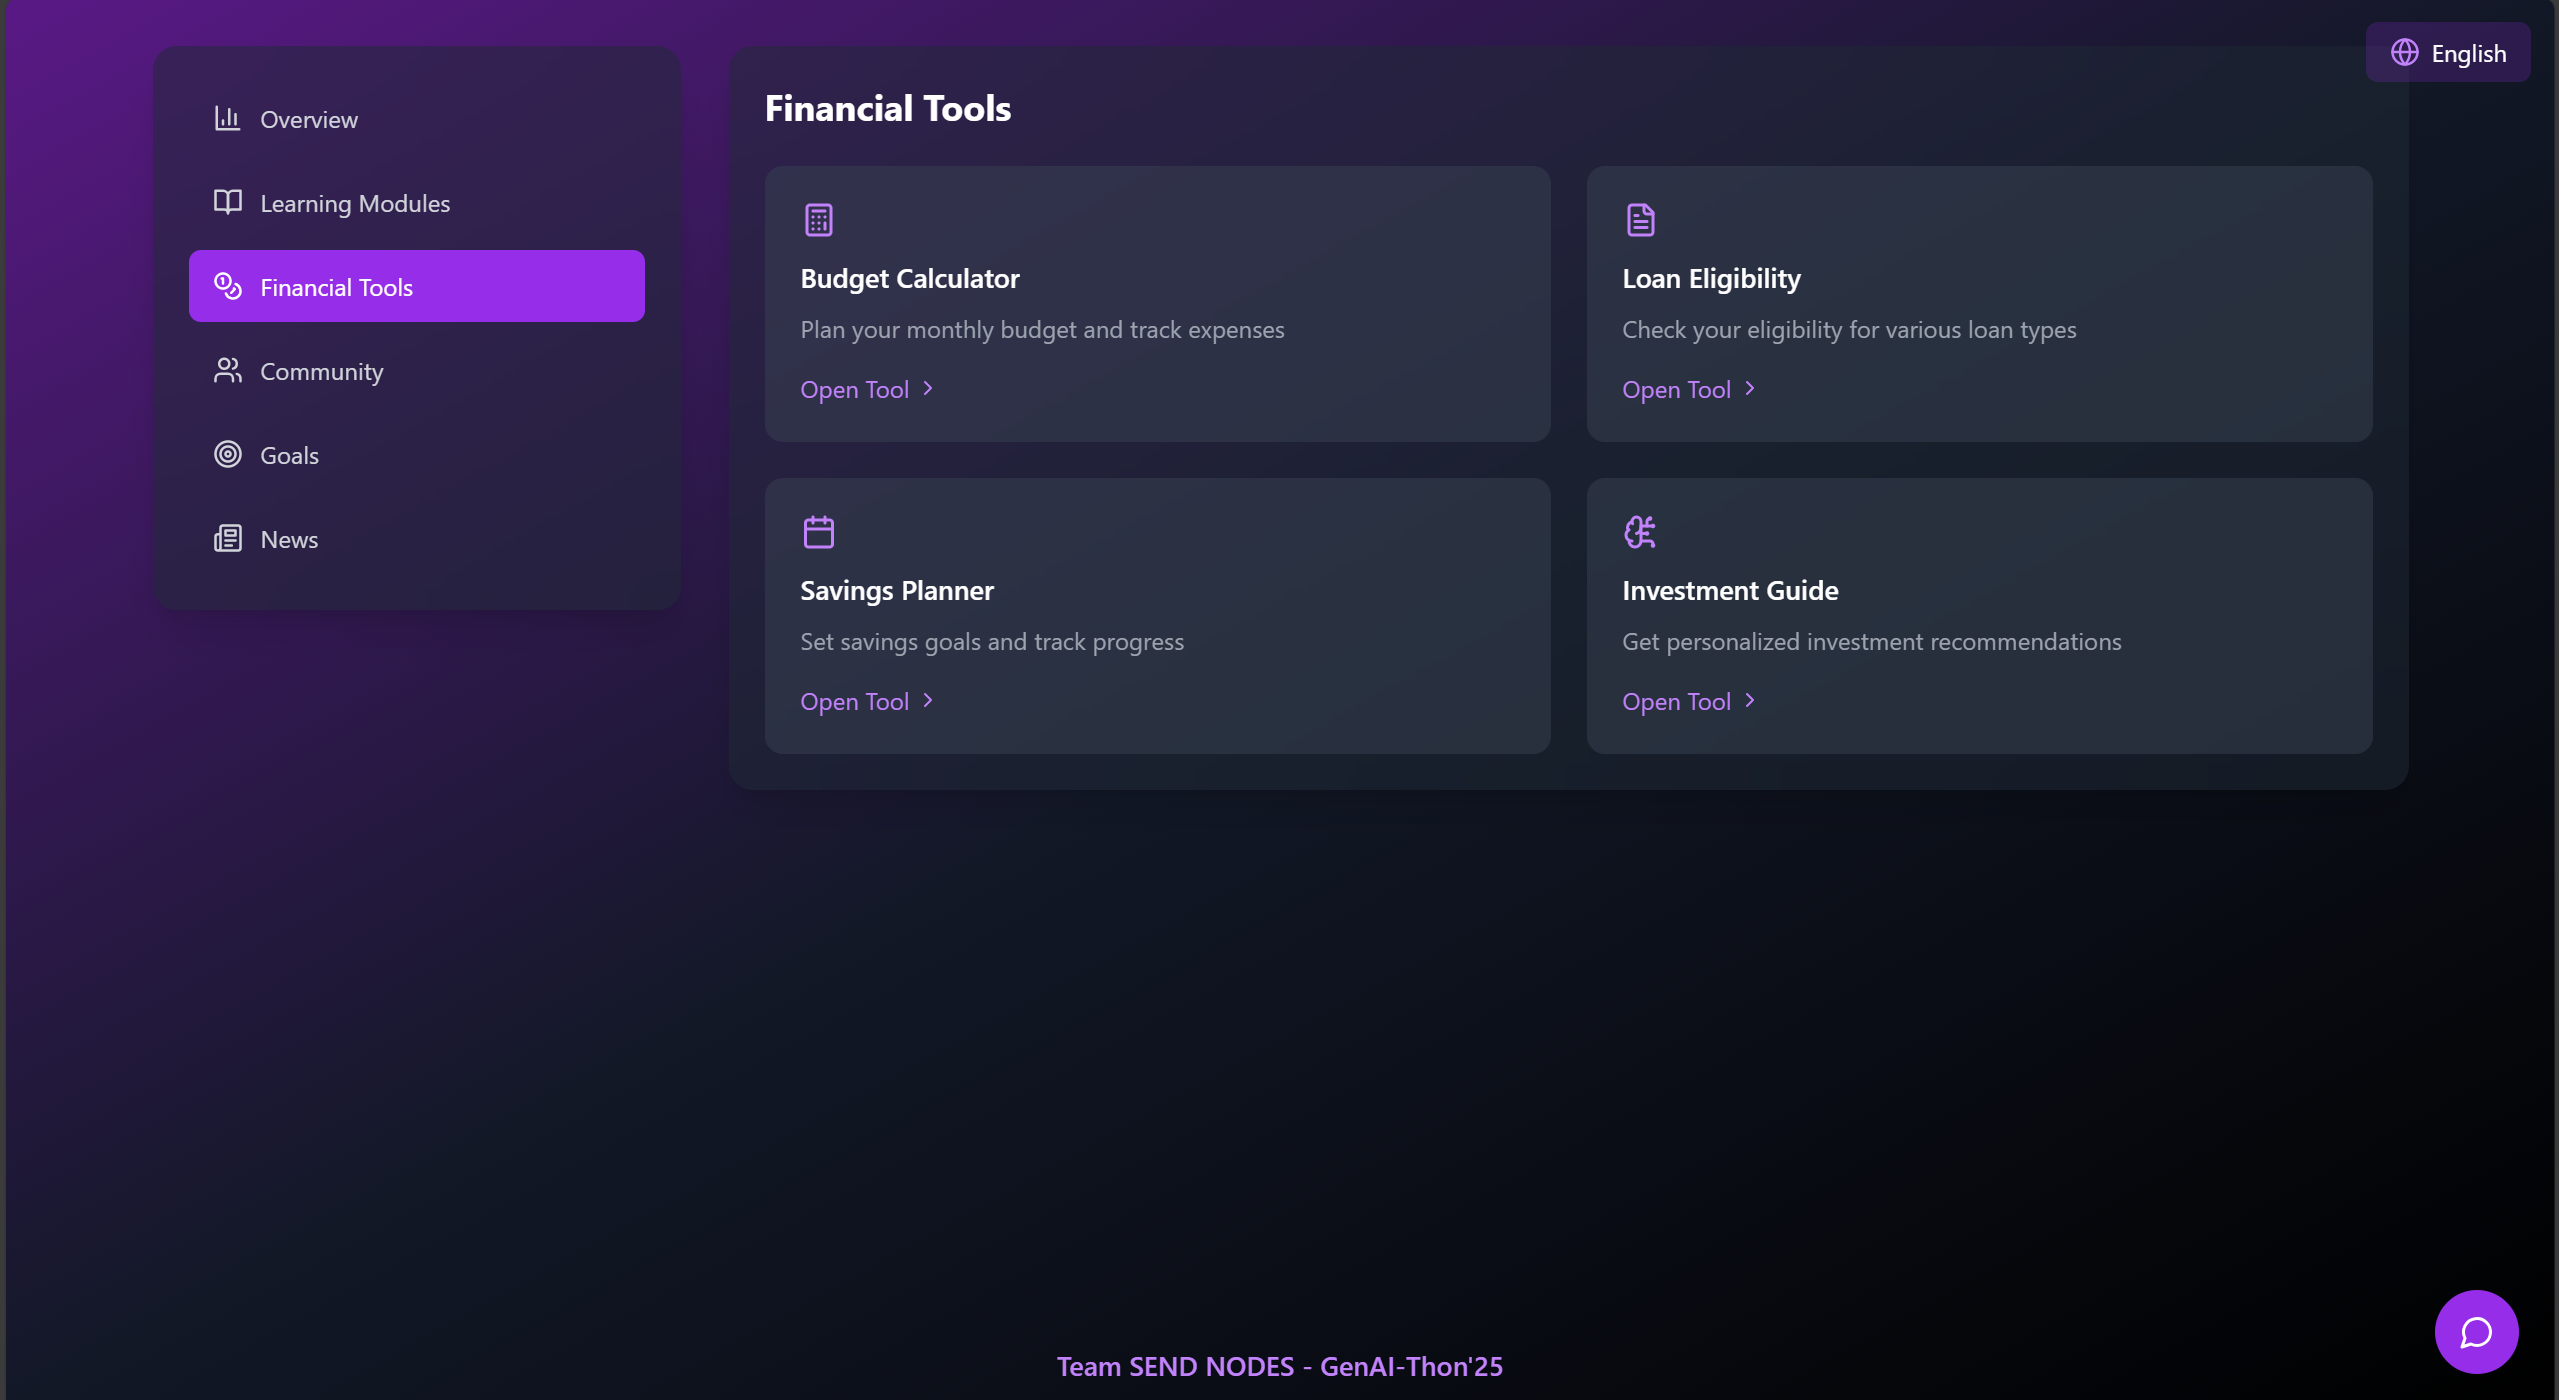 English
Overview
Learning Modules
Financial Tools
Community
Goals
News
Financial Tools
Budget Calculator
Plan your monthly budget and track expenses
Open Tool
Loan Eligibility
Check your eligibility for various loan types
Open Tool
Savings Planner
Set savings goals and track progress
Open Tool
Investment Guide
Get personalized investment recommendations
Open Tool
Team SEND NODES - GenAI-Thon'25